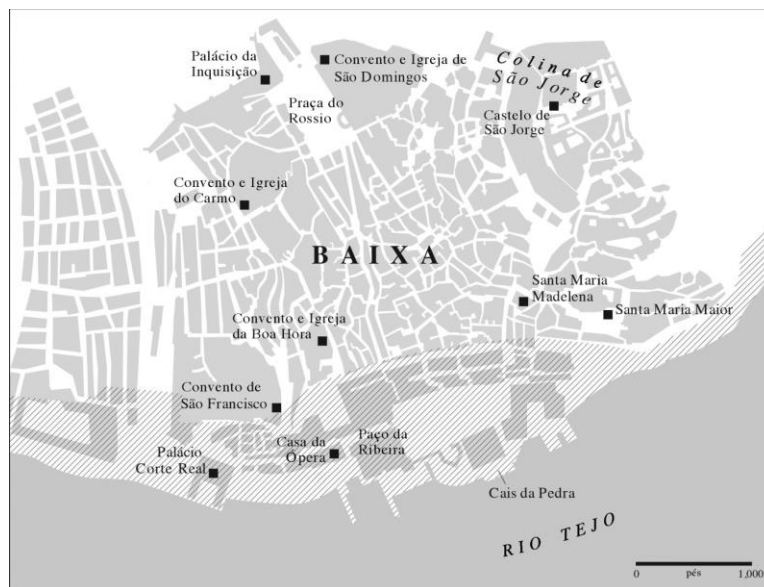 Palácio da
Inquisição
Convento e Igreja de
São Domingos
Colina de
São Jorge
Praça do
Rossio
Castelo de
São Jorge
Convento e Igreja
do Carmo
BAIXA
Santa Maria
Madelena
Santa Maria Maior
Convento e Igreja
da Boa Hora
Convento de
São Francisco
Casa da
Ópera
Paço da
Ribeira
Palácio
Corte Real
Cais da Pedra
RIO TEJO
0 pés 1,000